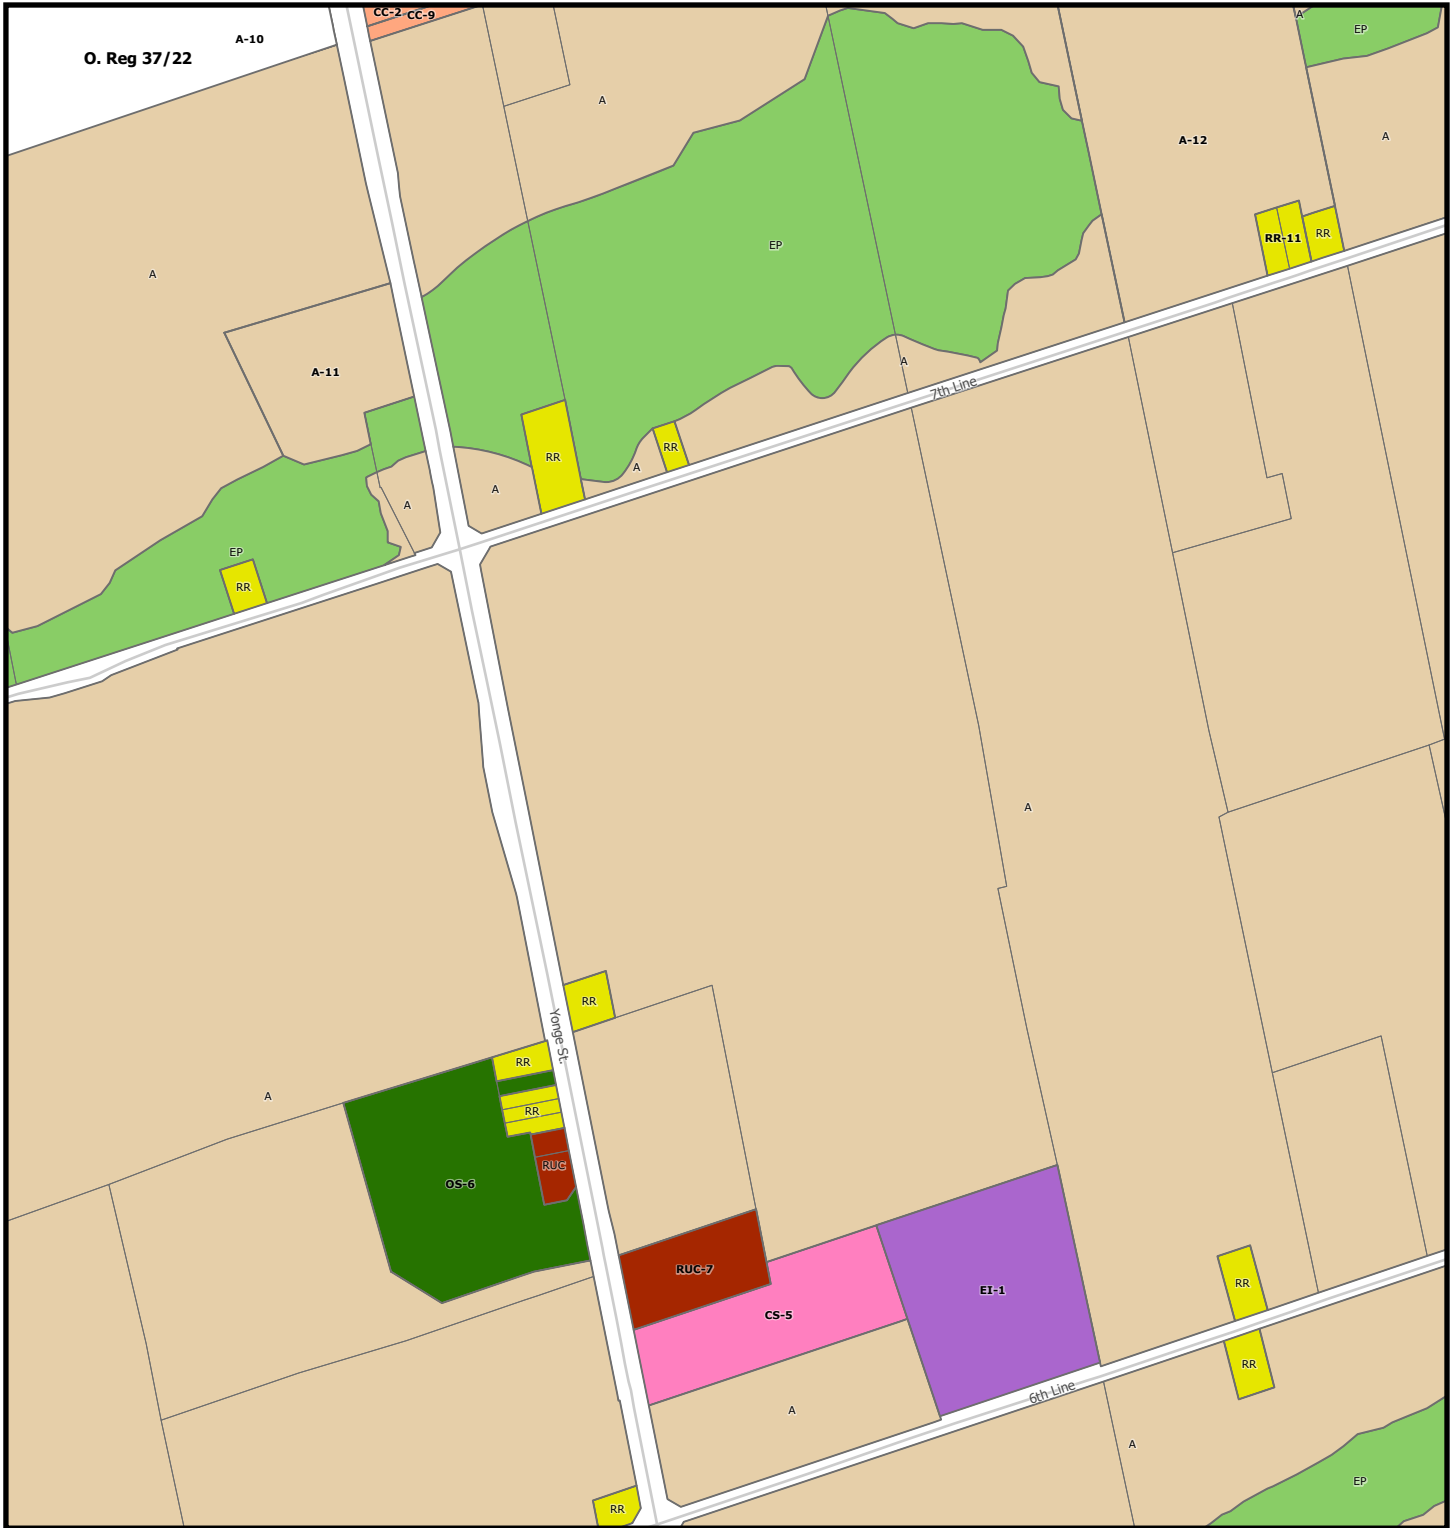 CC-2
CC-9
A
EP
A-10
O. Reg 37/22
A
A-12
A
RR-11
RR
EP
A
A
A-11
7th Line
RR
RR
A
A
A
EP
RR
A
RR
Yonge St.
RR
RR
A
RUC
OS-6
RUC-7
CS-5
EI-1
RR
RR
6th Line
A
A
EP
RR